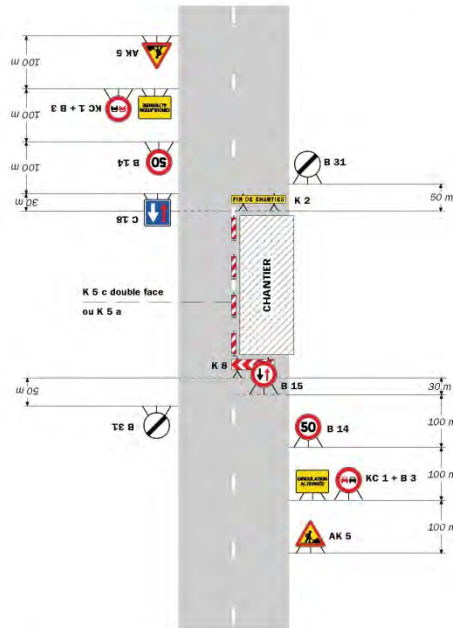 100 m
AK 5
100 m
KC 1 + B 3
CIRCULATION
ALTERNÉE
100 m
B 14
50
B 31
30 m
C 18
FIN DE CHANTIER
K 2
50 m
K 5 c double face
ou K 5 a
CHANTIER
K 8
B 15
50 m
30 m
B 31
50
B 14
100 m
CIRCULATION
ALTERNÉE
KC 1 + B 3
100 m
AK 5
100 m